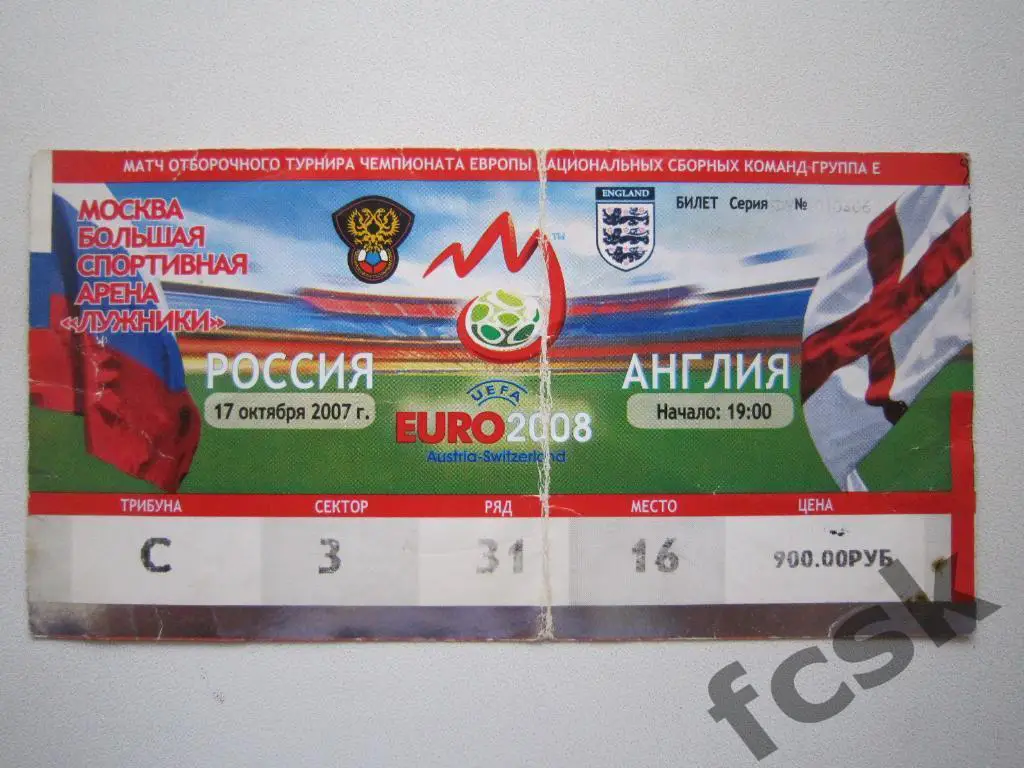 МАТЧ ОТБОРОЧНОГО ТУРНИРА ЧЕМПИОНАТА ЕВРОПЫ АЦИОНАЛЬНЫХ СБОРНЫХ КОМАНД-ГРУППА Е
МОСКВА
БОЛЬШАЯ
СПОРТИВНАЯ
АРЕНА
«ЛУЖНИКИ»
ENGLAND
БИЛЕТ Серия №
TM
РОССИЯ
АНГЛИЯ
17 октября 2007 г.
Начало: 19:00
UEFA
EURO2008
Austria-Switzerland
ТРИБУНА СЕКТОР РЯД МЕСТО ЦЕНА
С 3 31 16 900.00РУБ
fcsk